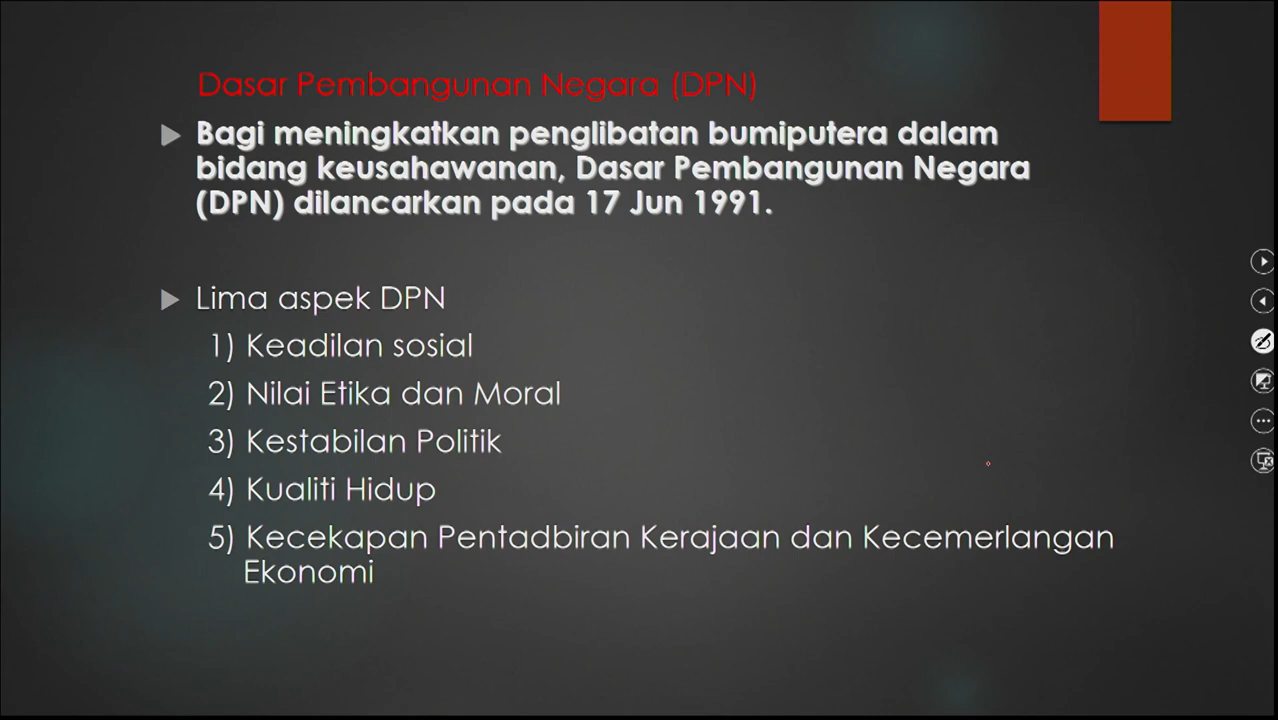 Dasar Pembangunan Negara (DPN)
Bagi meningkatkan penglibatan bumiputera dalam
bidang keusahawanan, Dasar Pembangunan Negara
(DPN) dilancarkan pada 17 Jun 1991.
Lima aspek DPN
1) Keadilan sosial
2) Nilai Etika dan Moral
3) Kestabilan Politik
4) Kualiti Hidup
5) Kecekapan Pentadbiran Kerajaan dan Kecemerlangan
Ekonomi